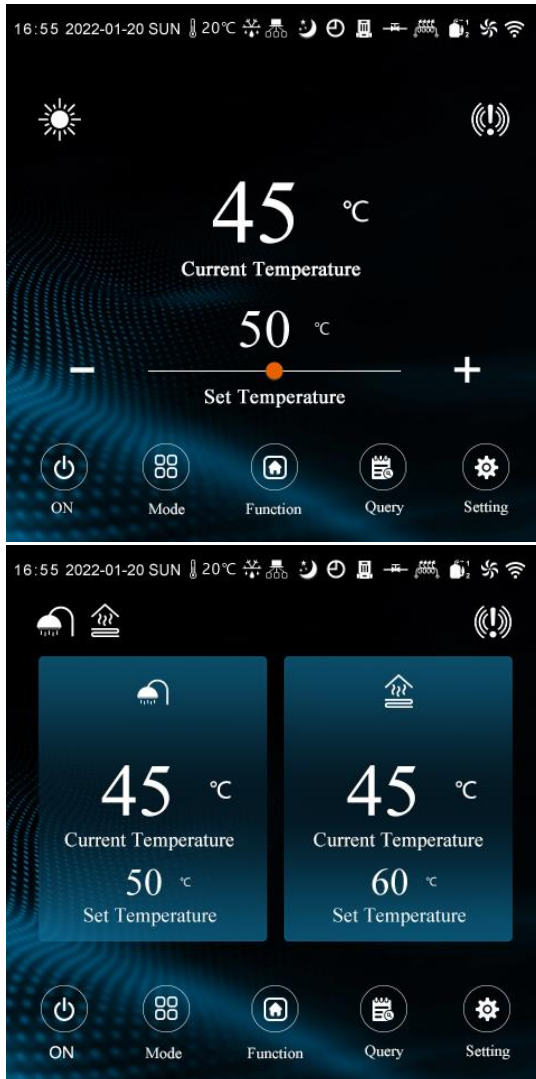 16:55 2022-01-20 SUN 20℃
45 ℃
Current Temperature
50 ℃
Set Temperature
ON Mode Function Query Setting
16:55 2022-01-20 SUN 20℃
45 ℃ 45 ℃
Current Temperature Current Temperature
50 ℃ 60 ℃
Set Temperature Set Temperature
ON Mode Function Query Setting